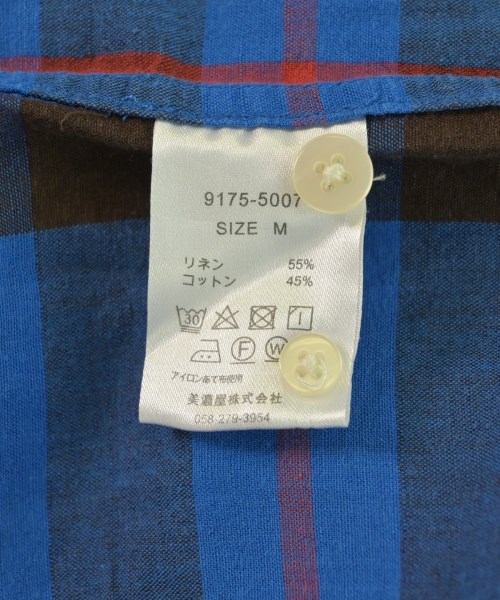 9175-5007
SIZE M
リネン 55%
コットン 45%
30
F W
アイロンあて布使用
美濃屋株式会社
058-279-3954